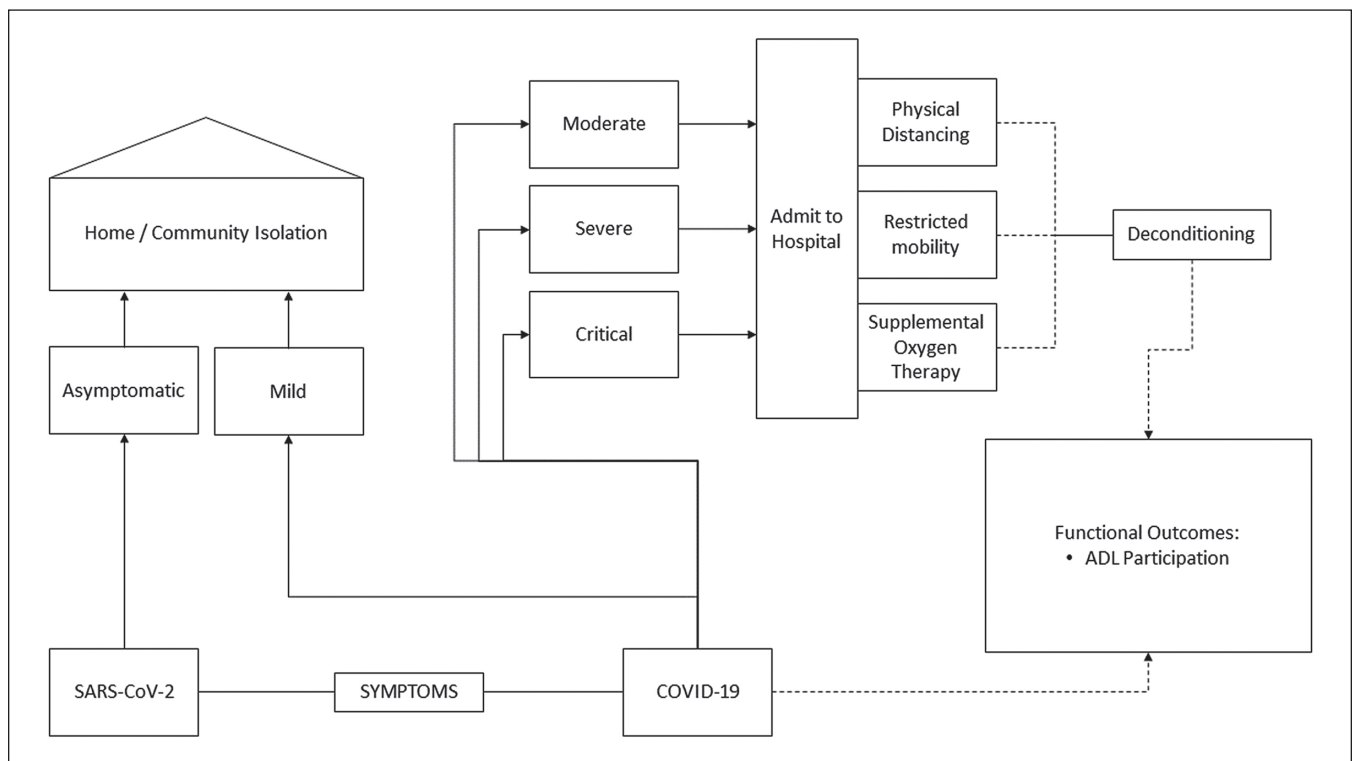 Moderate
Physical
Distancing
Home / Community Isolation
Severe
Admit to
Hospital
Restricted
mobility
Deconditioning
Critical
Supplemental
Oxygen
Therapy
Asymptomatic
Mild
Functional Outcomes:
• ADL Participation
SARS-CoV-2
SYMPTOMS
COVID-19